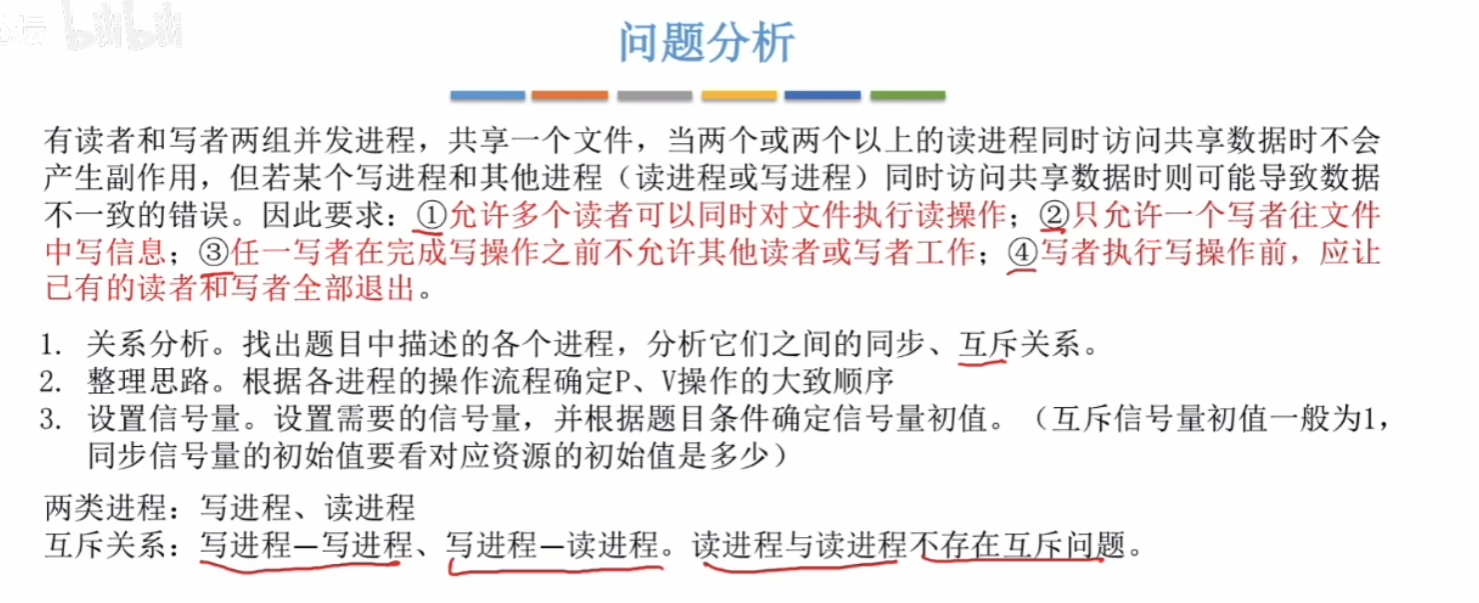 坛 bilibili
问题分析
有读者和写者两组并发进程，共享一个文件，当两个或两个以上的读进程同时访问共享数据时不会
产生副作用，但若某个写进程和其他进程（读进程或写进程）同时访问共享数据时则可能导致数据
不一致的错误。因此要求：①允许多个读者可以同时对文件执行读操作；②只允许一个写者往文件
中写信息；③任一写者在完成写操作之前不允许其他读者或写者工作；④写者执行写操作前，应让
已有的读者和写者全部退出。
1. 关系分析。找出题目中描述的各个进程，分析它们之间的同步、互斥关系。
2. 整理思路。根据各进程的操作流程确定P、V操作的大致顺序
3. 设置信号量。设置需要的信号量，并根据题目条件确定信号量初值。（互斥信号量初值一般为1，
同步信号量的初始值要看对应资源的初始值是多少）
两类进程：写进程、读进程
互斥关系：写进程—写进程、写进程—读进程。读进程与读进程不存在互斥问题。